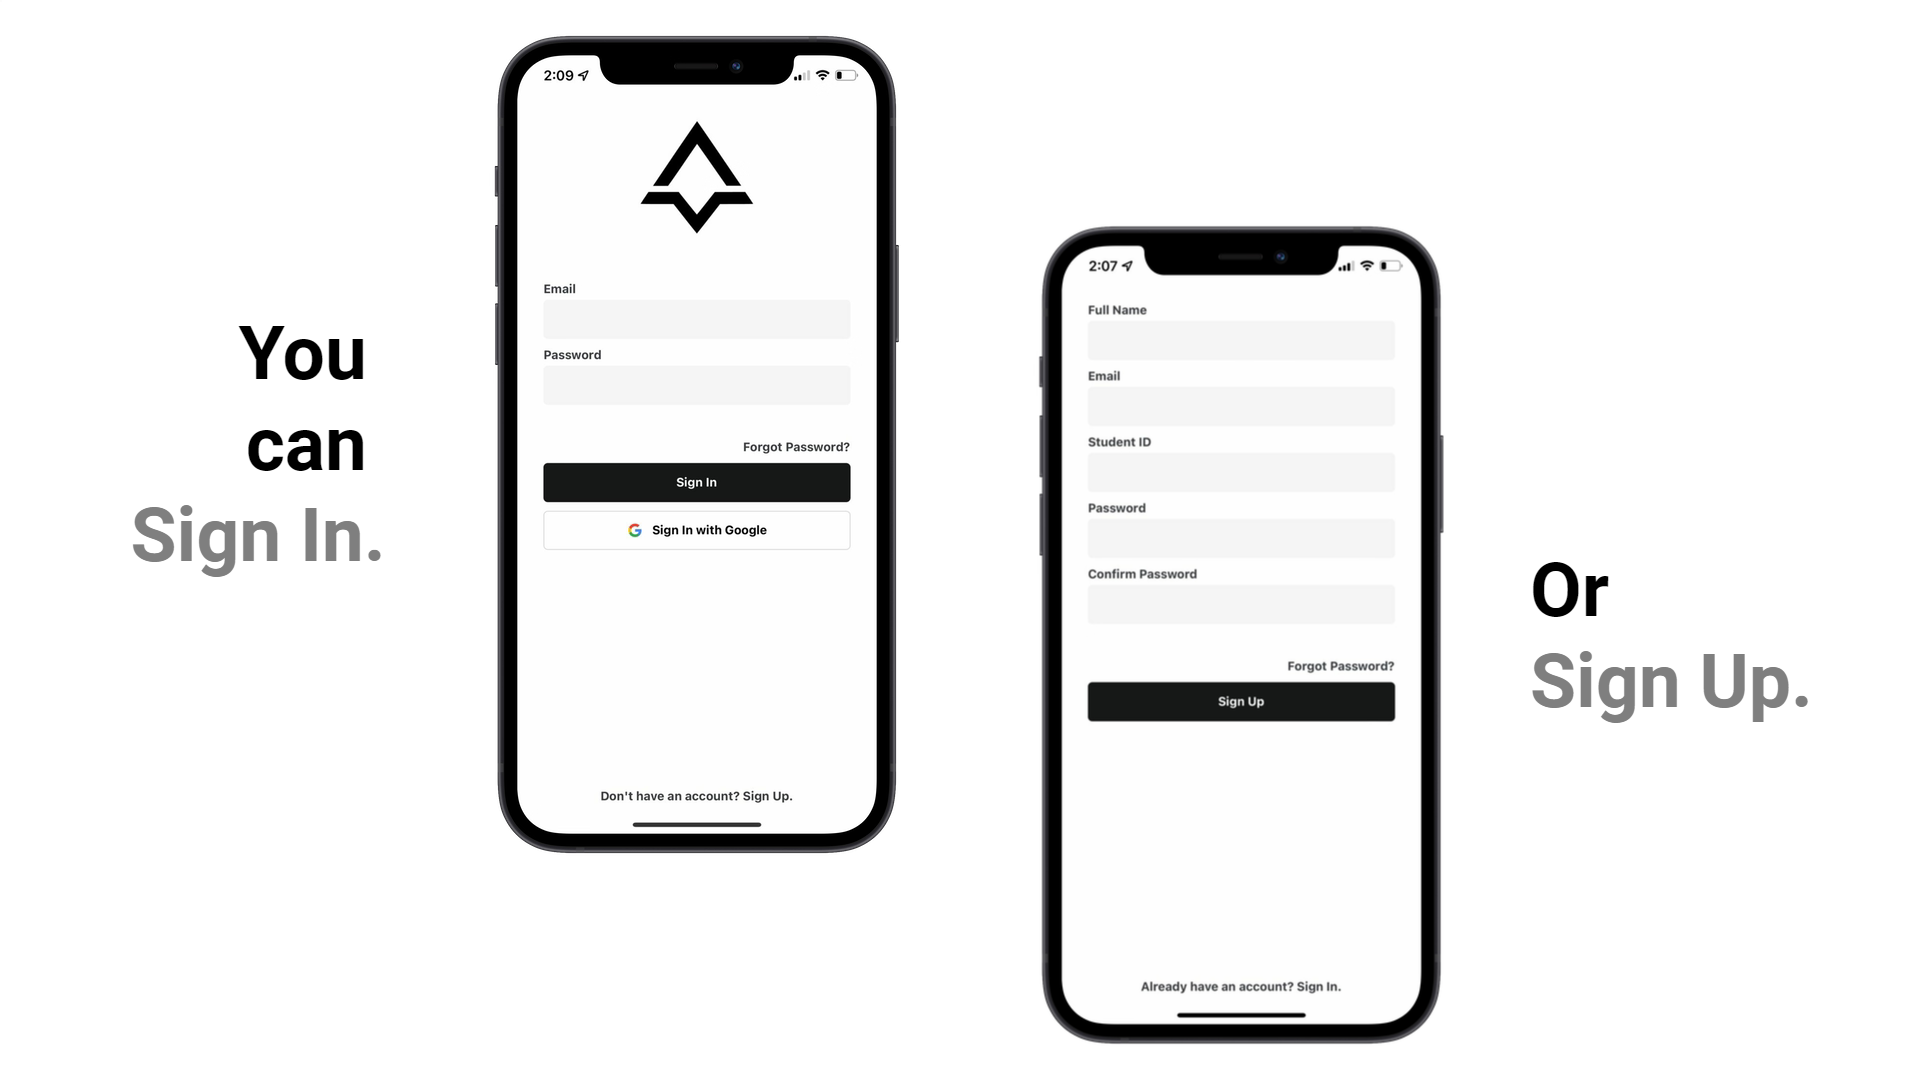 You
can
Sign In.
2:09
Email
Password
Forgot Password?
Sign In
Sign In with Google
Don't have an account? Sign Up.
2:07
Full Name
Email
Student ID
Password
Confirm Password
Forgot Password?
Sign Up
Already have an account? Sign In.
Or
Sign Up.